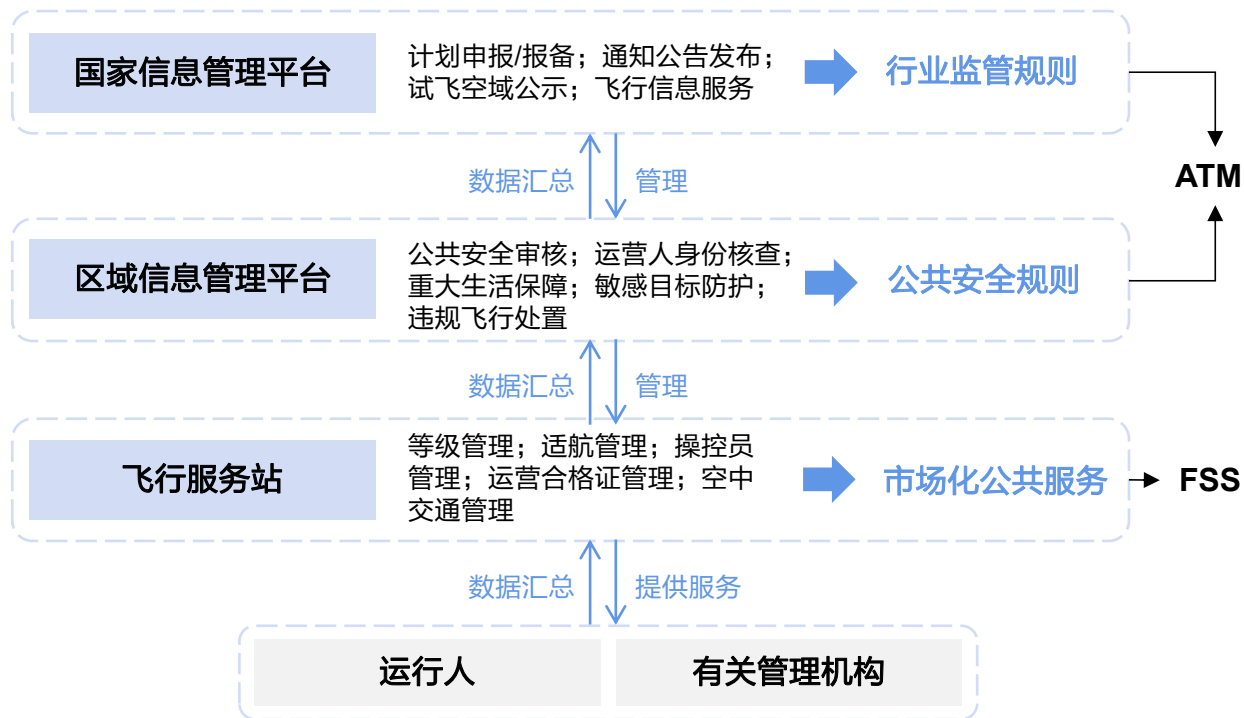 国家信息管理平台
计划申报/报备；通知公告发布；
试飞空域公示；飞行信息服务
行业监管规则
数据汇总
管理
ATM
区域信息管理平台
公共安全审核；运营人身份核查；
重大生活保障；敏感目标防护；
违规飞行处置
公共安全规则
数据汇总
管理
飞行服务站
等级管理；适航管理；操控员
管理；运营合格证管理；空中
交通管理
市场化公共服务
FSS
数据汇总
提供服务
运行人
有关管理机构